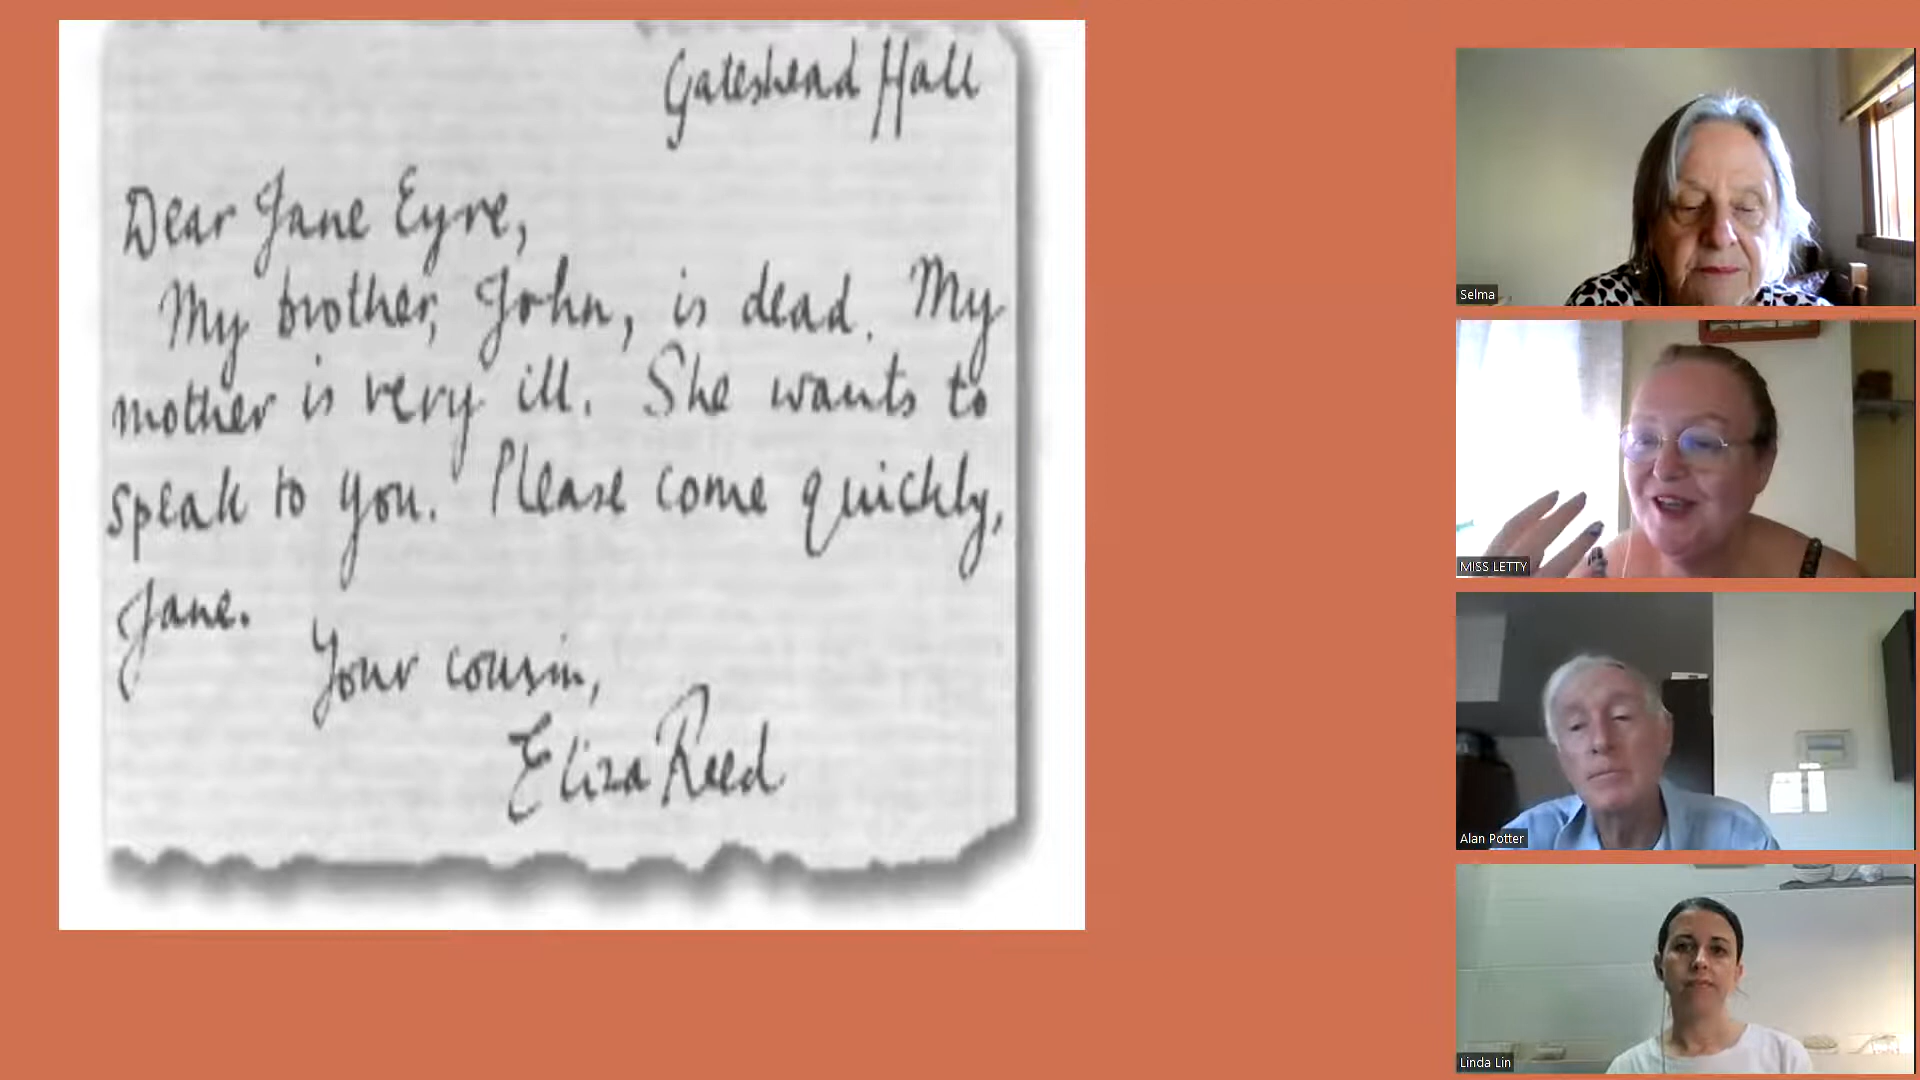 Gateshead Hall
Dear Jane Eyre,
My brother, John, is dead. My
mother is very ill. She wants to
speak to you. Please come quickly,
Jane.
Your cousin,
Eliza Reed
Selma
MISS LETTY
Alan Potter
Linda Lin